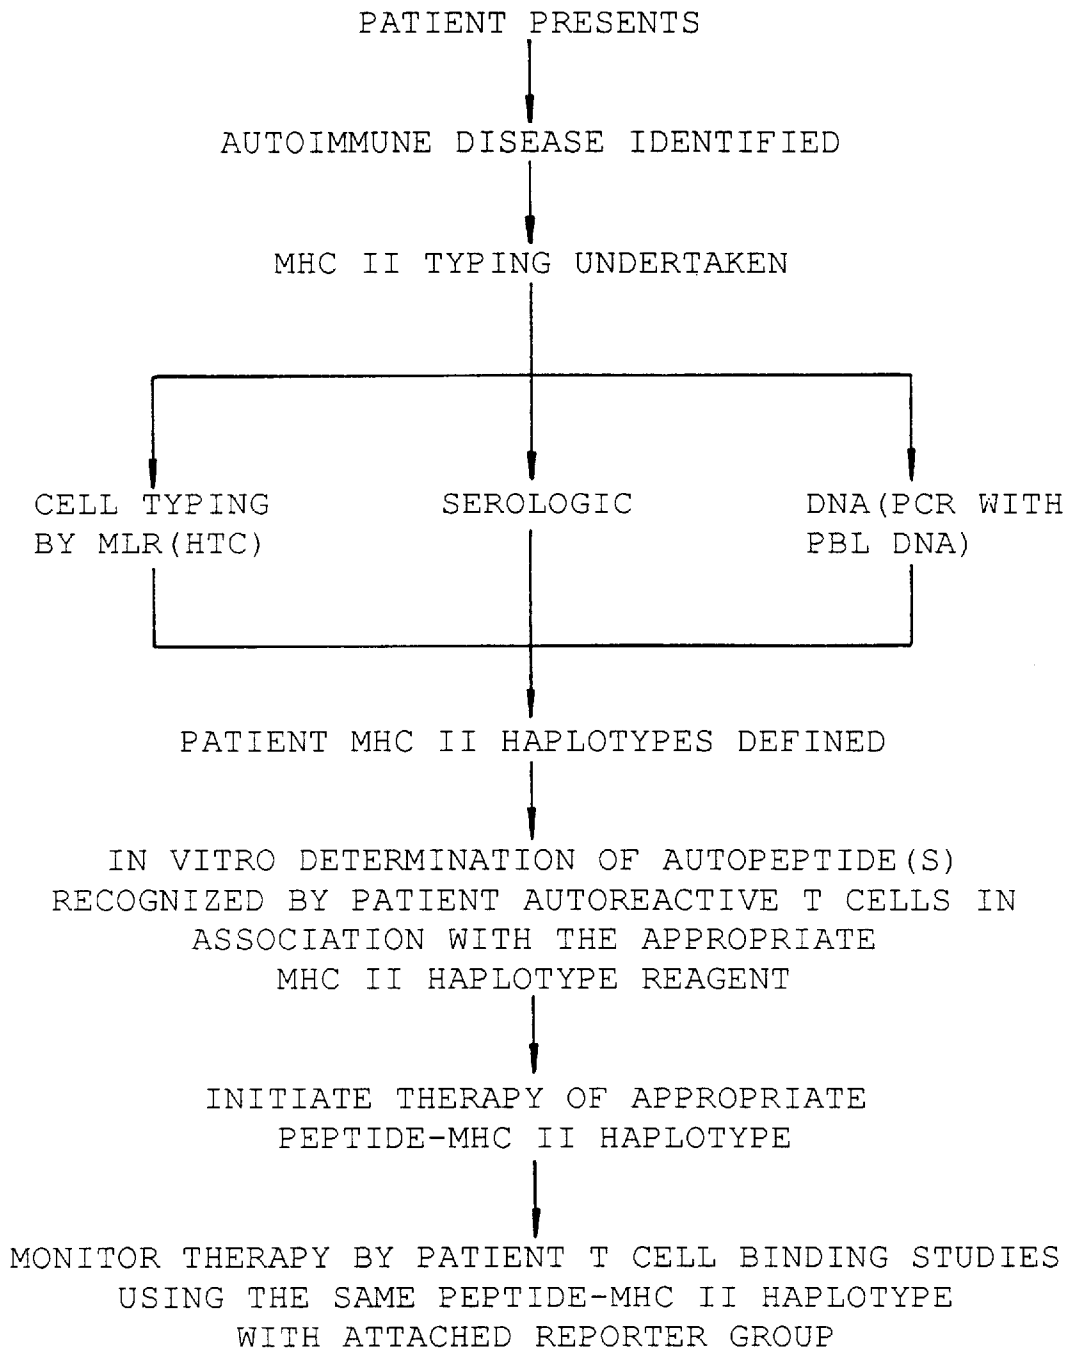 PATIENT PRESENTS
AUTOIMMUNE DISEASE IDENTIFIED
MHC II TYPING UNDERTAKEN
CELL TYPING
BY MLR(HTC)
SEROLOGIC
DNA(PCR WITH
PBL DNA)
PATIENT MHC II HAPLOTYPES DEFINED
IN VITRO DETERMINATION OF AUTOPEPTIDE(S)
RECOGNIZED BY PATIENT AUTOREACTIVE T CELLS IN
ASSOCIATION WITH THE APPROPRIATE
MHC II HAPLOTYPE REAGENT
INITIATE THERAPY OF APPROPRIATE
PEPTIDE-MHC II HAPLOTYPE
MONITOR THERAPY BY PATIENT T CELL BINDING STUDIES
USING THE SAME PEPTIDE-MHC II HAPLOTYPE
WITH ATTACHED REPORTER GROUP